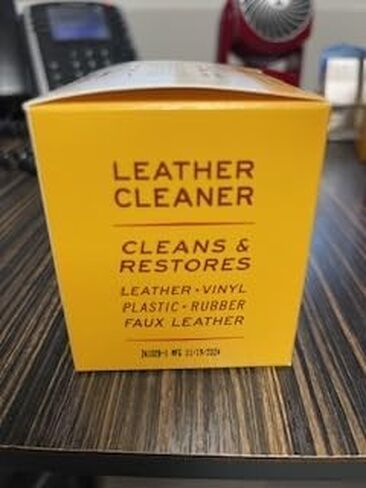 LEATHER
CLEANER
CLEANS &
RESTORES
LEATHER • VINYL
PLASTIC • RUBBER
FAUX LEATHER
MFG 11/19/2024